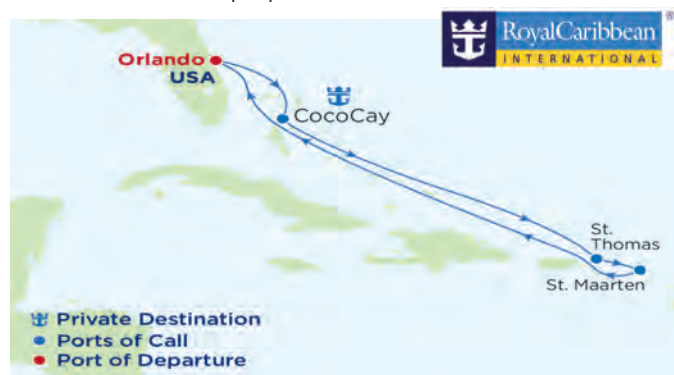 RoyalCaribbean®
INTERNATIONAL
Orlando
USA
CocoCay
St.
Thomas
St. Maarten
Private Destination
Ports of Call
Port of Departure